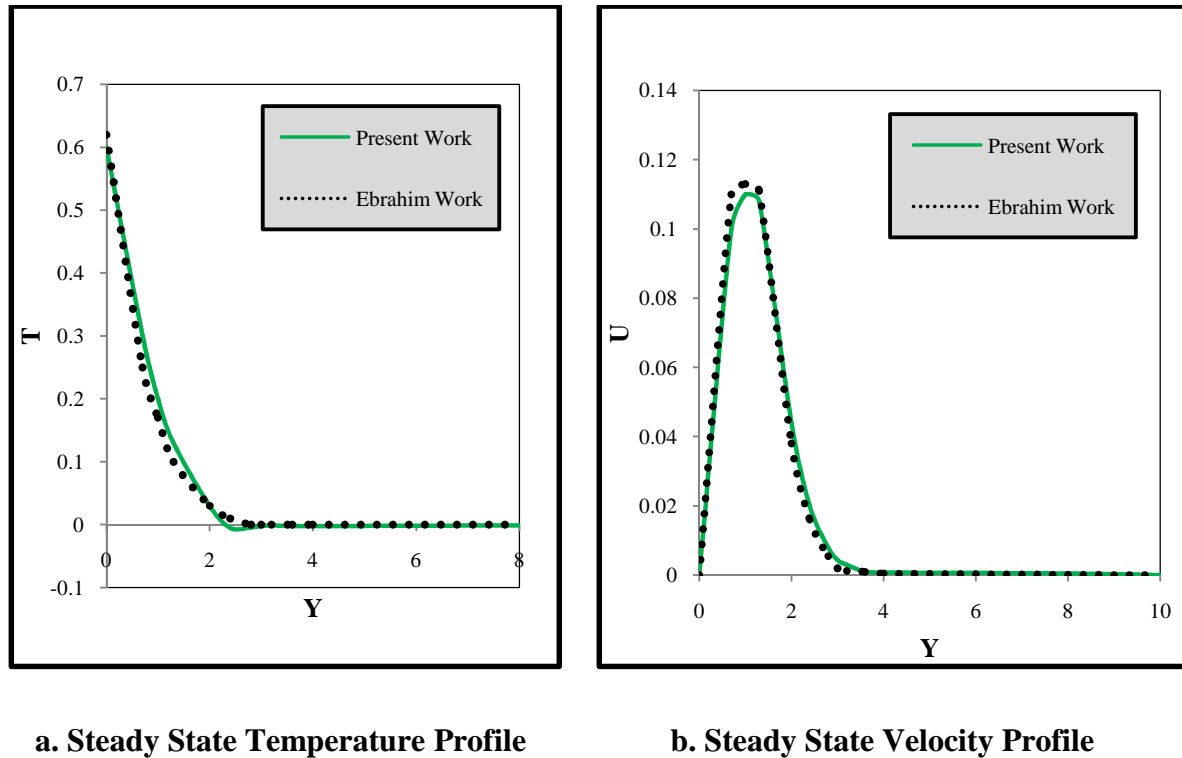 0.7
0.6
0.5
0.4
0.3
0.2
0.1
0
-0.1
T
0 2 4 6 8
Y
Present Work
Ebrahim Work
0.14
0.12
0.1
0.08
0.06
0.04
0.02
0
U
0 2 4 6 8 10
Y
Present Work
Ebrahim Work
a. Steady State Temperature Profile
b. Steady State Velocity Profile